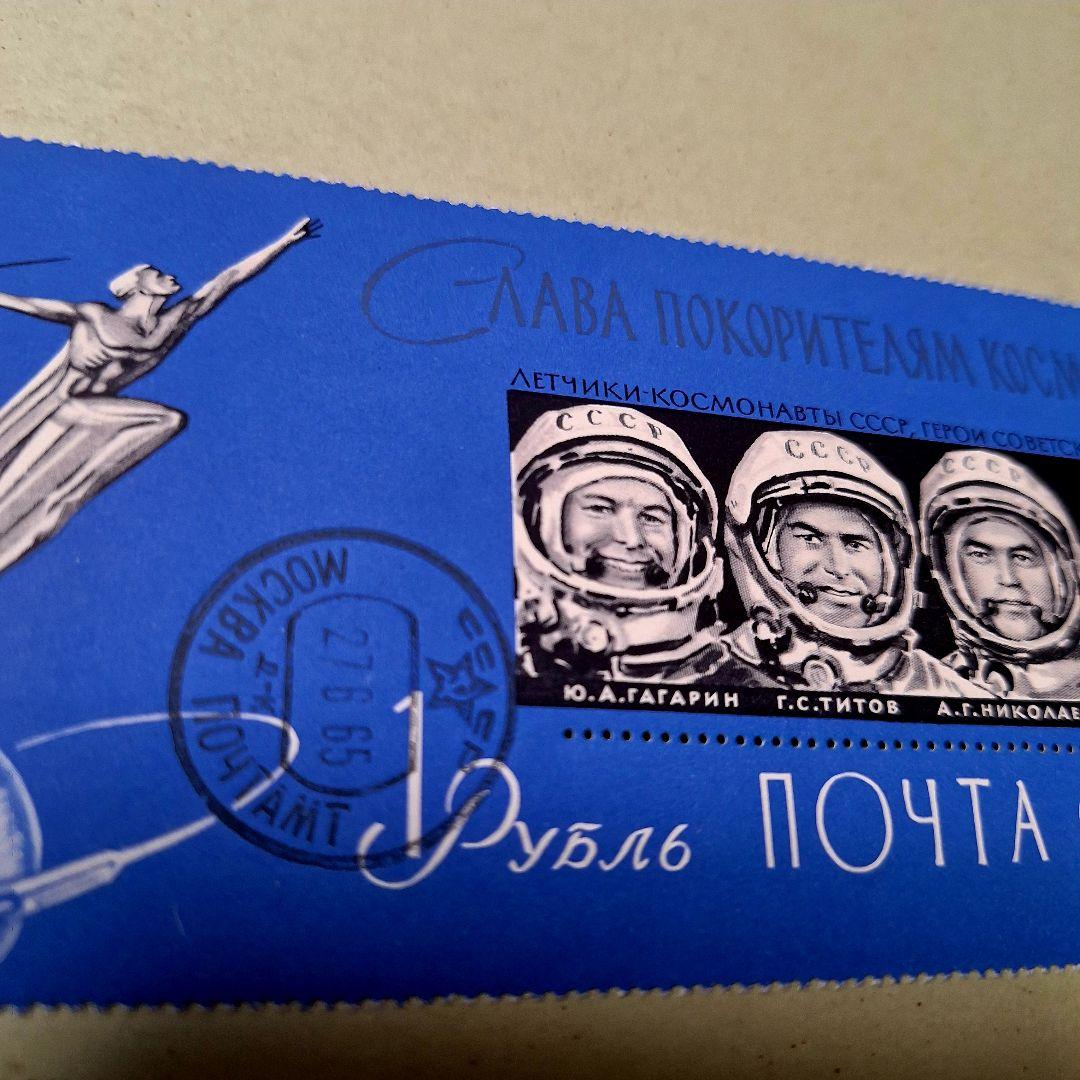 СЛАВА ПОКОРИТЕЛЯМ КОСМ
ЛЕТЧИКИ-КОСМОНАВТЫ СССР, ГЕРОИ СОВЕТСК
СССР СССР СССР
Ю.А.ГАГАРИН Г.С.ТИТОВ А.Г.НИКОЛАЕ
МОСКВА
ПОЧТАМТ
27 6 65
1 Рубль ПОЧТА